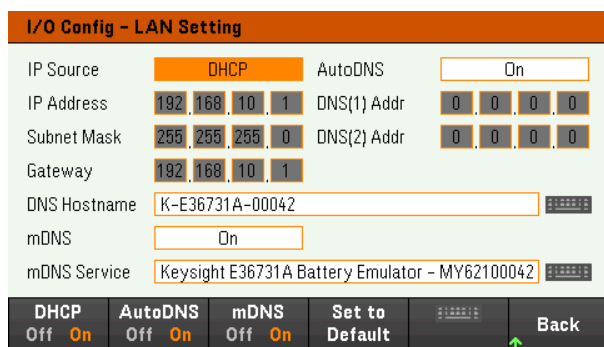 I/O Config - LAN Setting
IP Source DHCP AutoDNS On
IP Address 192.168.10.1 DNS(1) Addr 0.0.0.0
Subnet Mask 255.255.255.0 DNS(2) Addr 0.0.0.0
Gateway 192.168.10.1
DNS Hostname K-E36731A-00042
mDNS On
mDNS Service Keysight E36731A Battery Emulator - MY62100042
DHCP AutoDNS mDNS Set to Back
Off On Off On Off On Default